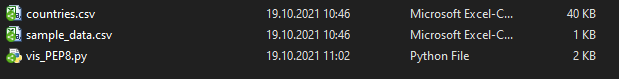 countries.csv 19.10.2021 10:46 Microsoft Excel-C... 40 KB
sample_data.csv 19.10.2021 10:46 Microsoft Excel-C... 1 KB
vis_PEP8.py 19.10.2021 11:02 Python File 2 KB